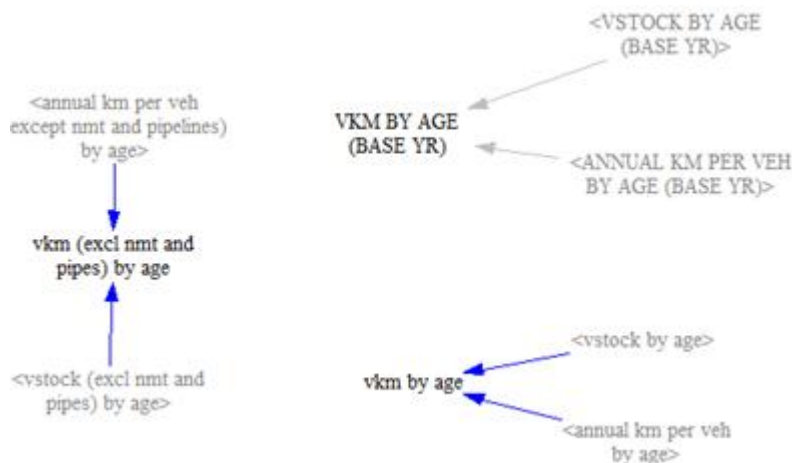 <VSTOCK BY AGE
(BASE YR)>
<annual km per veh
except nmt and pipelines)
by age>
VKM BY AGE
(BASE YR)
<ANNUAL KM PER VEH
BY AGE (BASE YR)>
vkm (excl nmt and
pipes) by age
<vstock by age>
<vstock (excl nmt and
pipes) by age>
vkm by age
<annual km per veh
by age>